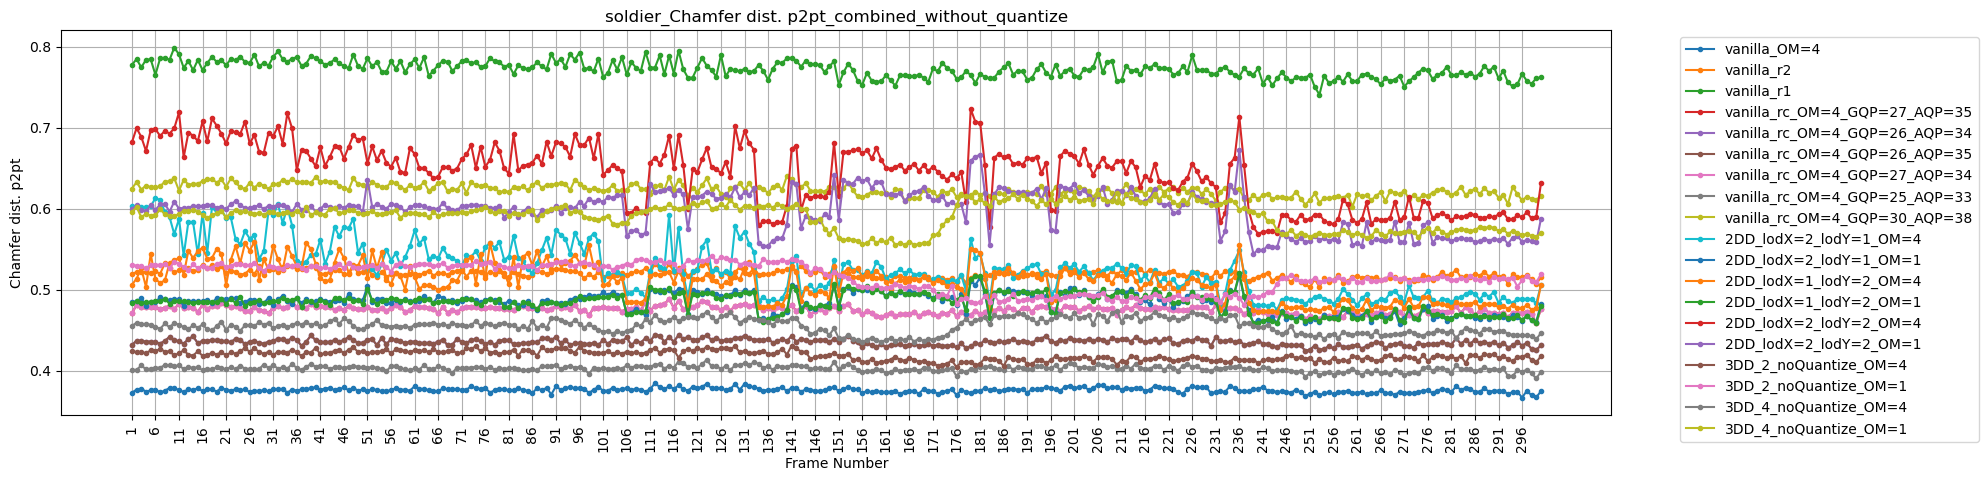 soldier_Chamfer dist. p2pt_combined_without_quantize
Chamfer dist. p2pt
0.8
0.7
0.6
0.5
0.4
1 6 11 16 21 26 31 36 41 46 51 56 61 66 71 76 81 86 91 96 101 106 111 116 121 126 131 136 141 146 151 156 161 166 171 176 181 186 191 196 201 206 211 216 221 226 231 236 241 246 251 256 261 266 271 276 281 286 291 296
Frame Number
vanilla_OM=4
vanilla_r2
vanilla_r1
vanilla_rc_OM=4_GQP=27_AQP=35
vanilla_rc_OM=4_GQP=26_AQP=34
vanilla_rc_OM=4_GQP=26_AQP=35
vanilla_rc_OM=4_GQP=27_AQP=34
vanilla_rc_OM=4_GQP=25_AQP=33
vanilla_rc_OM=4_GQP=30_AQP=38
2DD_lodX=2_lodY=1_OM=4
2DD_lodX=2_lodY=1_OM=1
2DD_lodX=1_lodY=2_OM=4
2DD_lodX=1_lodY=2_OM=1
2DD_lodX=2_lodY=2_OM=4
2DD_lodX=2_lodY=2_OM=1
3DD_2_noQuantize_OM=4
3DD_2_noQuantize_OM=1
3DD_4_noQuantize_OM=4
3DD_4_noQuantize_OM=1